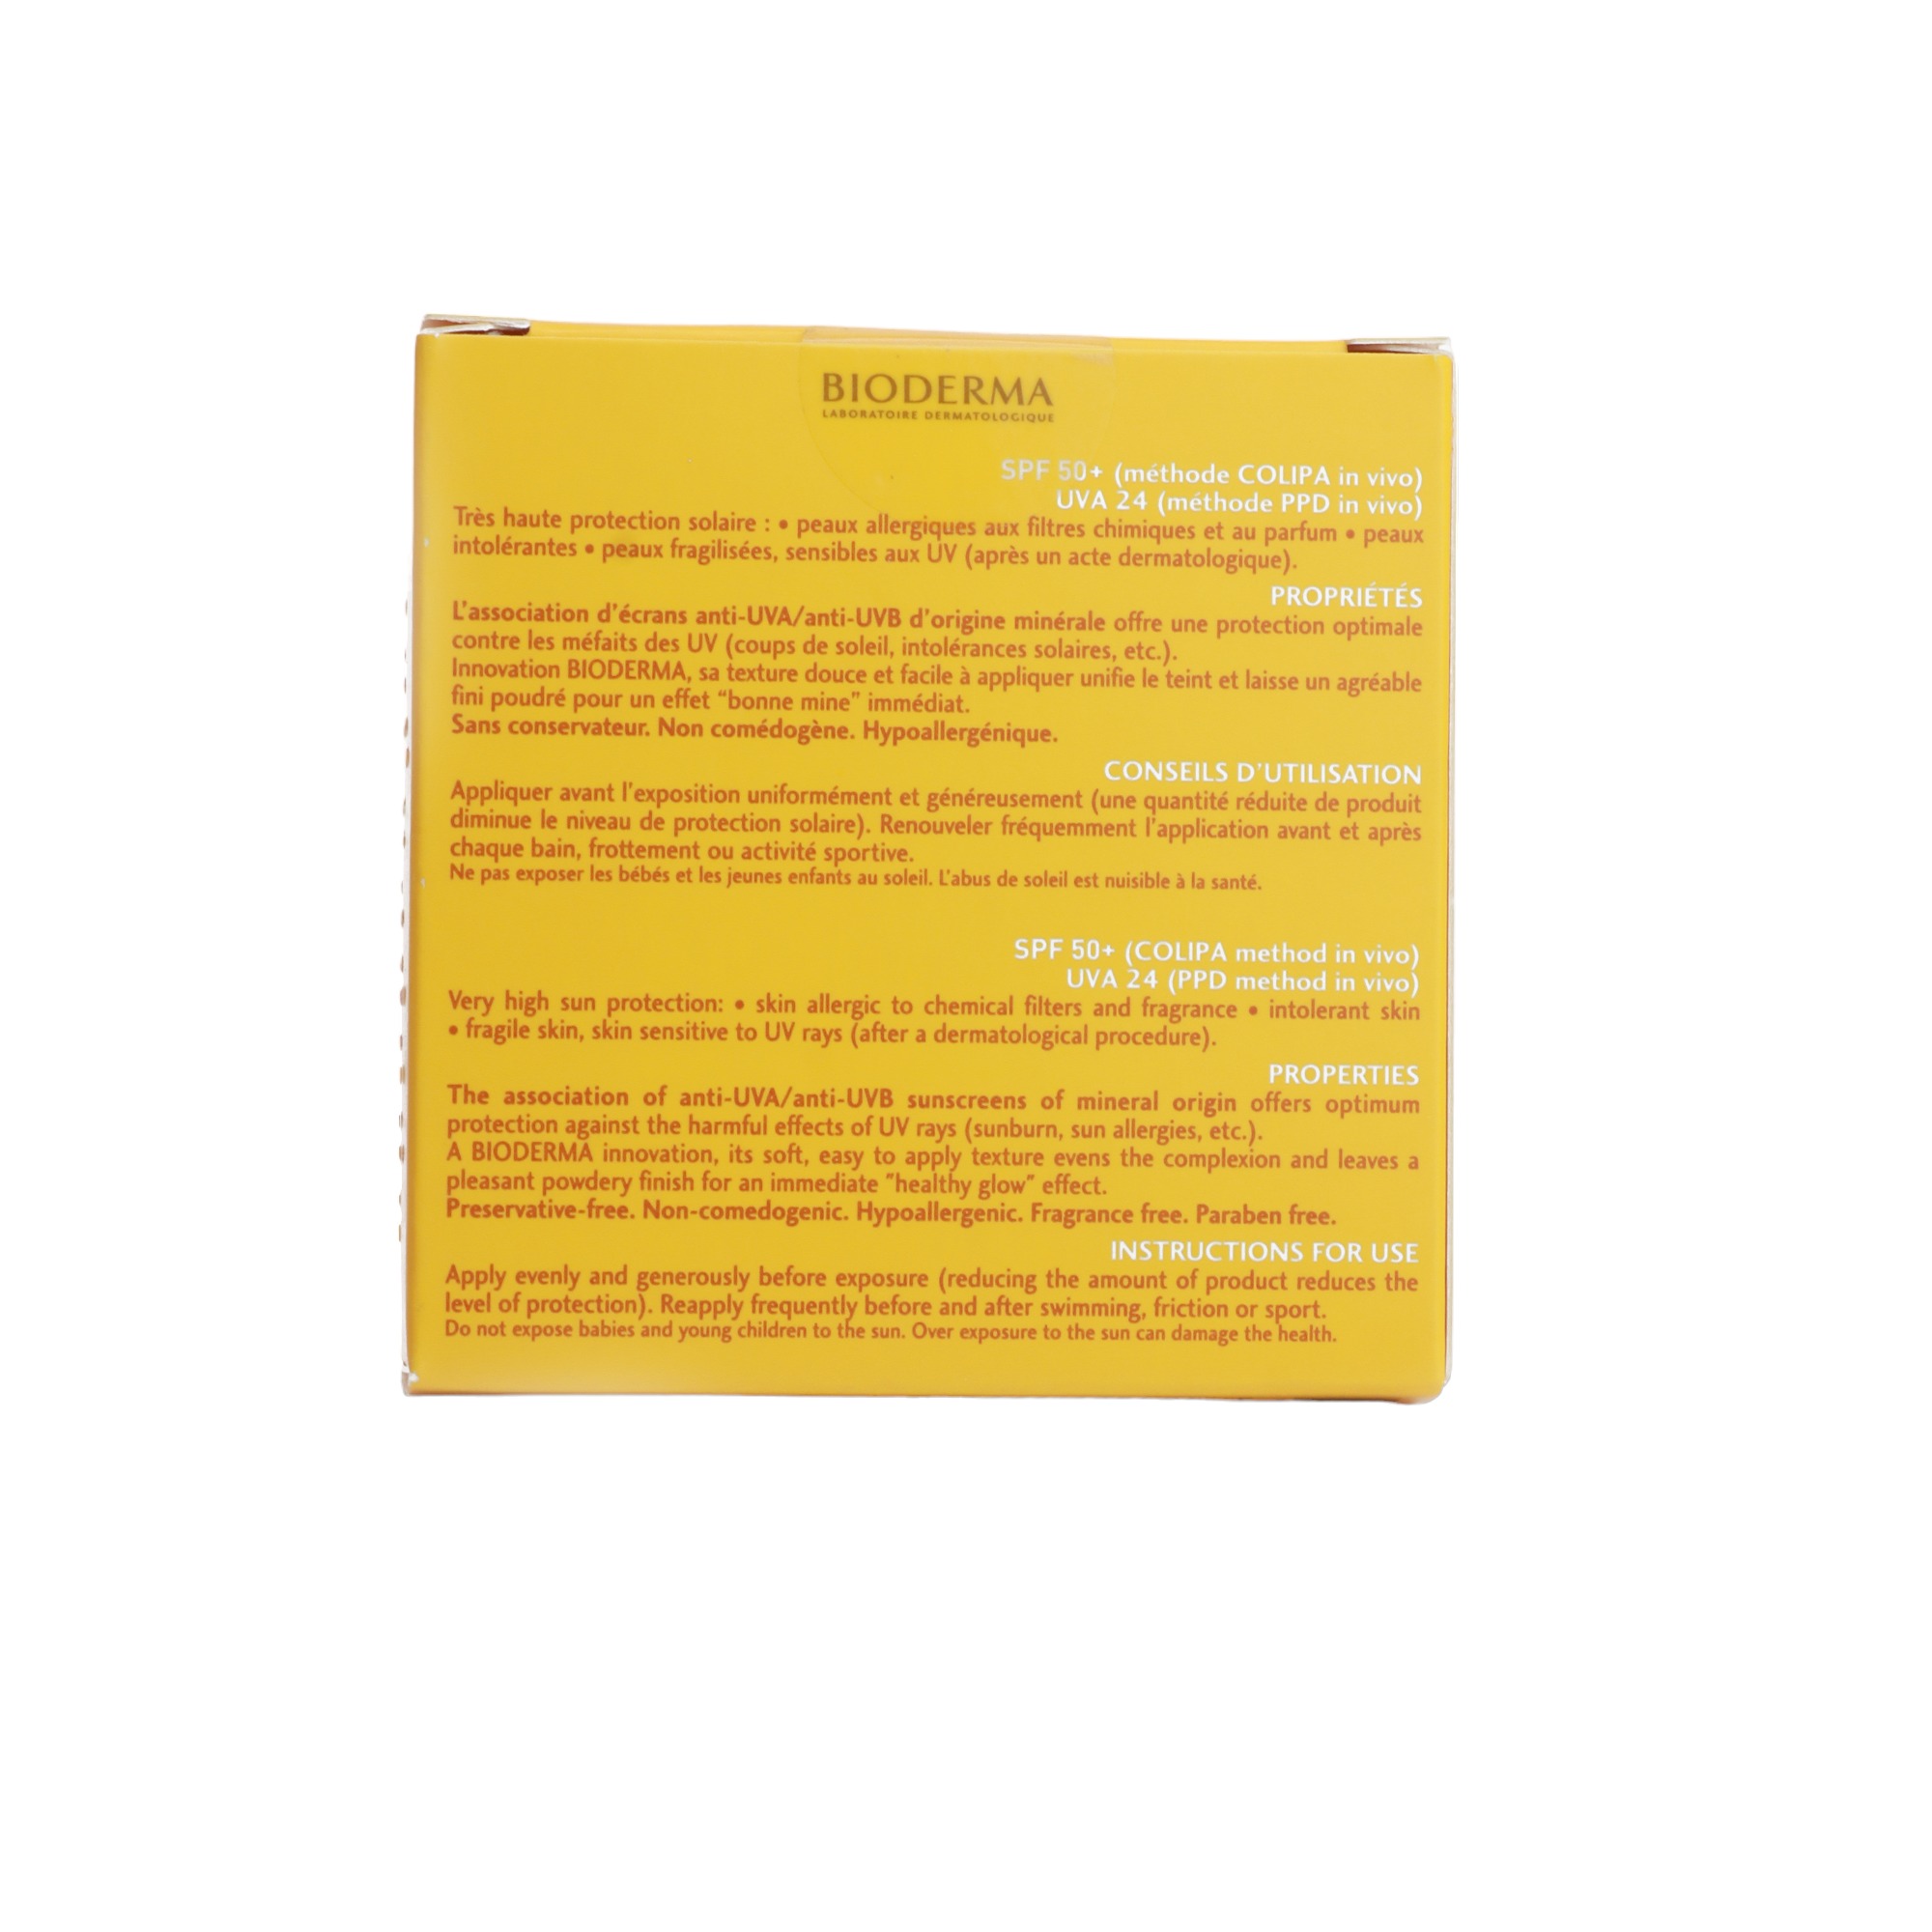 BIODERMA
LABORATOIRE DERMATOLOGIQUE
SPF 50+ (méthode COLIPA in vivo)
UVA 24 (méthode PPD in vivo)
Très haute protection solaire : • peaux allergiques aux filtres chimiques et au parfum • peaux
intolérantes • peaux fragilisées, sensibles aux UV (après un acte dermatologique).
PROPRIÉTÉS
L'association d'écrans anti-UVA/anti-UVB d'origine minérale offre une protection optimale
contre les méfaits des UV (coups de soleil, intolérances solaires, etc.).
Innovation BIODERMA, sa texture douce et facile à appliquer unifie le teint et laisse un agréable
fini poudré pour un effet “bonne mine” immédiat.
Sans conservateur. Non comédogène. Hypoallergénique.
CONSEILS D'UTILISATION
Appliquer avant l'exposition uniformément et généreusement (une quantité réduite de produit
diminue le niveau de protection solaire). Renouveler fréquemment l'application avant et après
chaque bain, frottement ou activité sportive.
Ne pas exposer les bébés et les jeunes enfants au soleil. L'abus de soleil est nuisible à la santé.
SPF 50+ (COLIPA method in vivo)
UVA 24 (PPD method in vivo)
Very high sun protection: • skin allergic to chemical filters and fragrance • intolerant skin
• fragile skin, skin sensitive to UV rays (after a dermatological procedure).
PROPERTIES
The association of anti-UVA/anti-UVB sunscreens of mineral origin offers optimum
protection against the harmful effects of UV rays (sunburn, sun allergies, etc.).
A BIODERMA innovation, its soft, easy to apply texture evens the complexion and leaves a
pleasant powdery finish for an immediate "healthy glow" effect.
Preservative-free. Non-comedogenic. Hypoallergenic. Fragrance free. Paraben free.
INSTRUCTIONS FOR USE
Apply evenly and generously before exposure (reducing the amount of product reduces the
level of protection). Reapply frequently before and after swimming, friction or sport.
Do not expose babies and young children to the sun. Over exposure to the sun can damage the health.